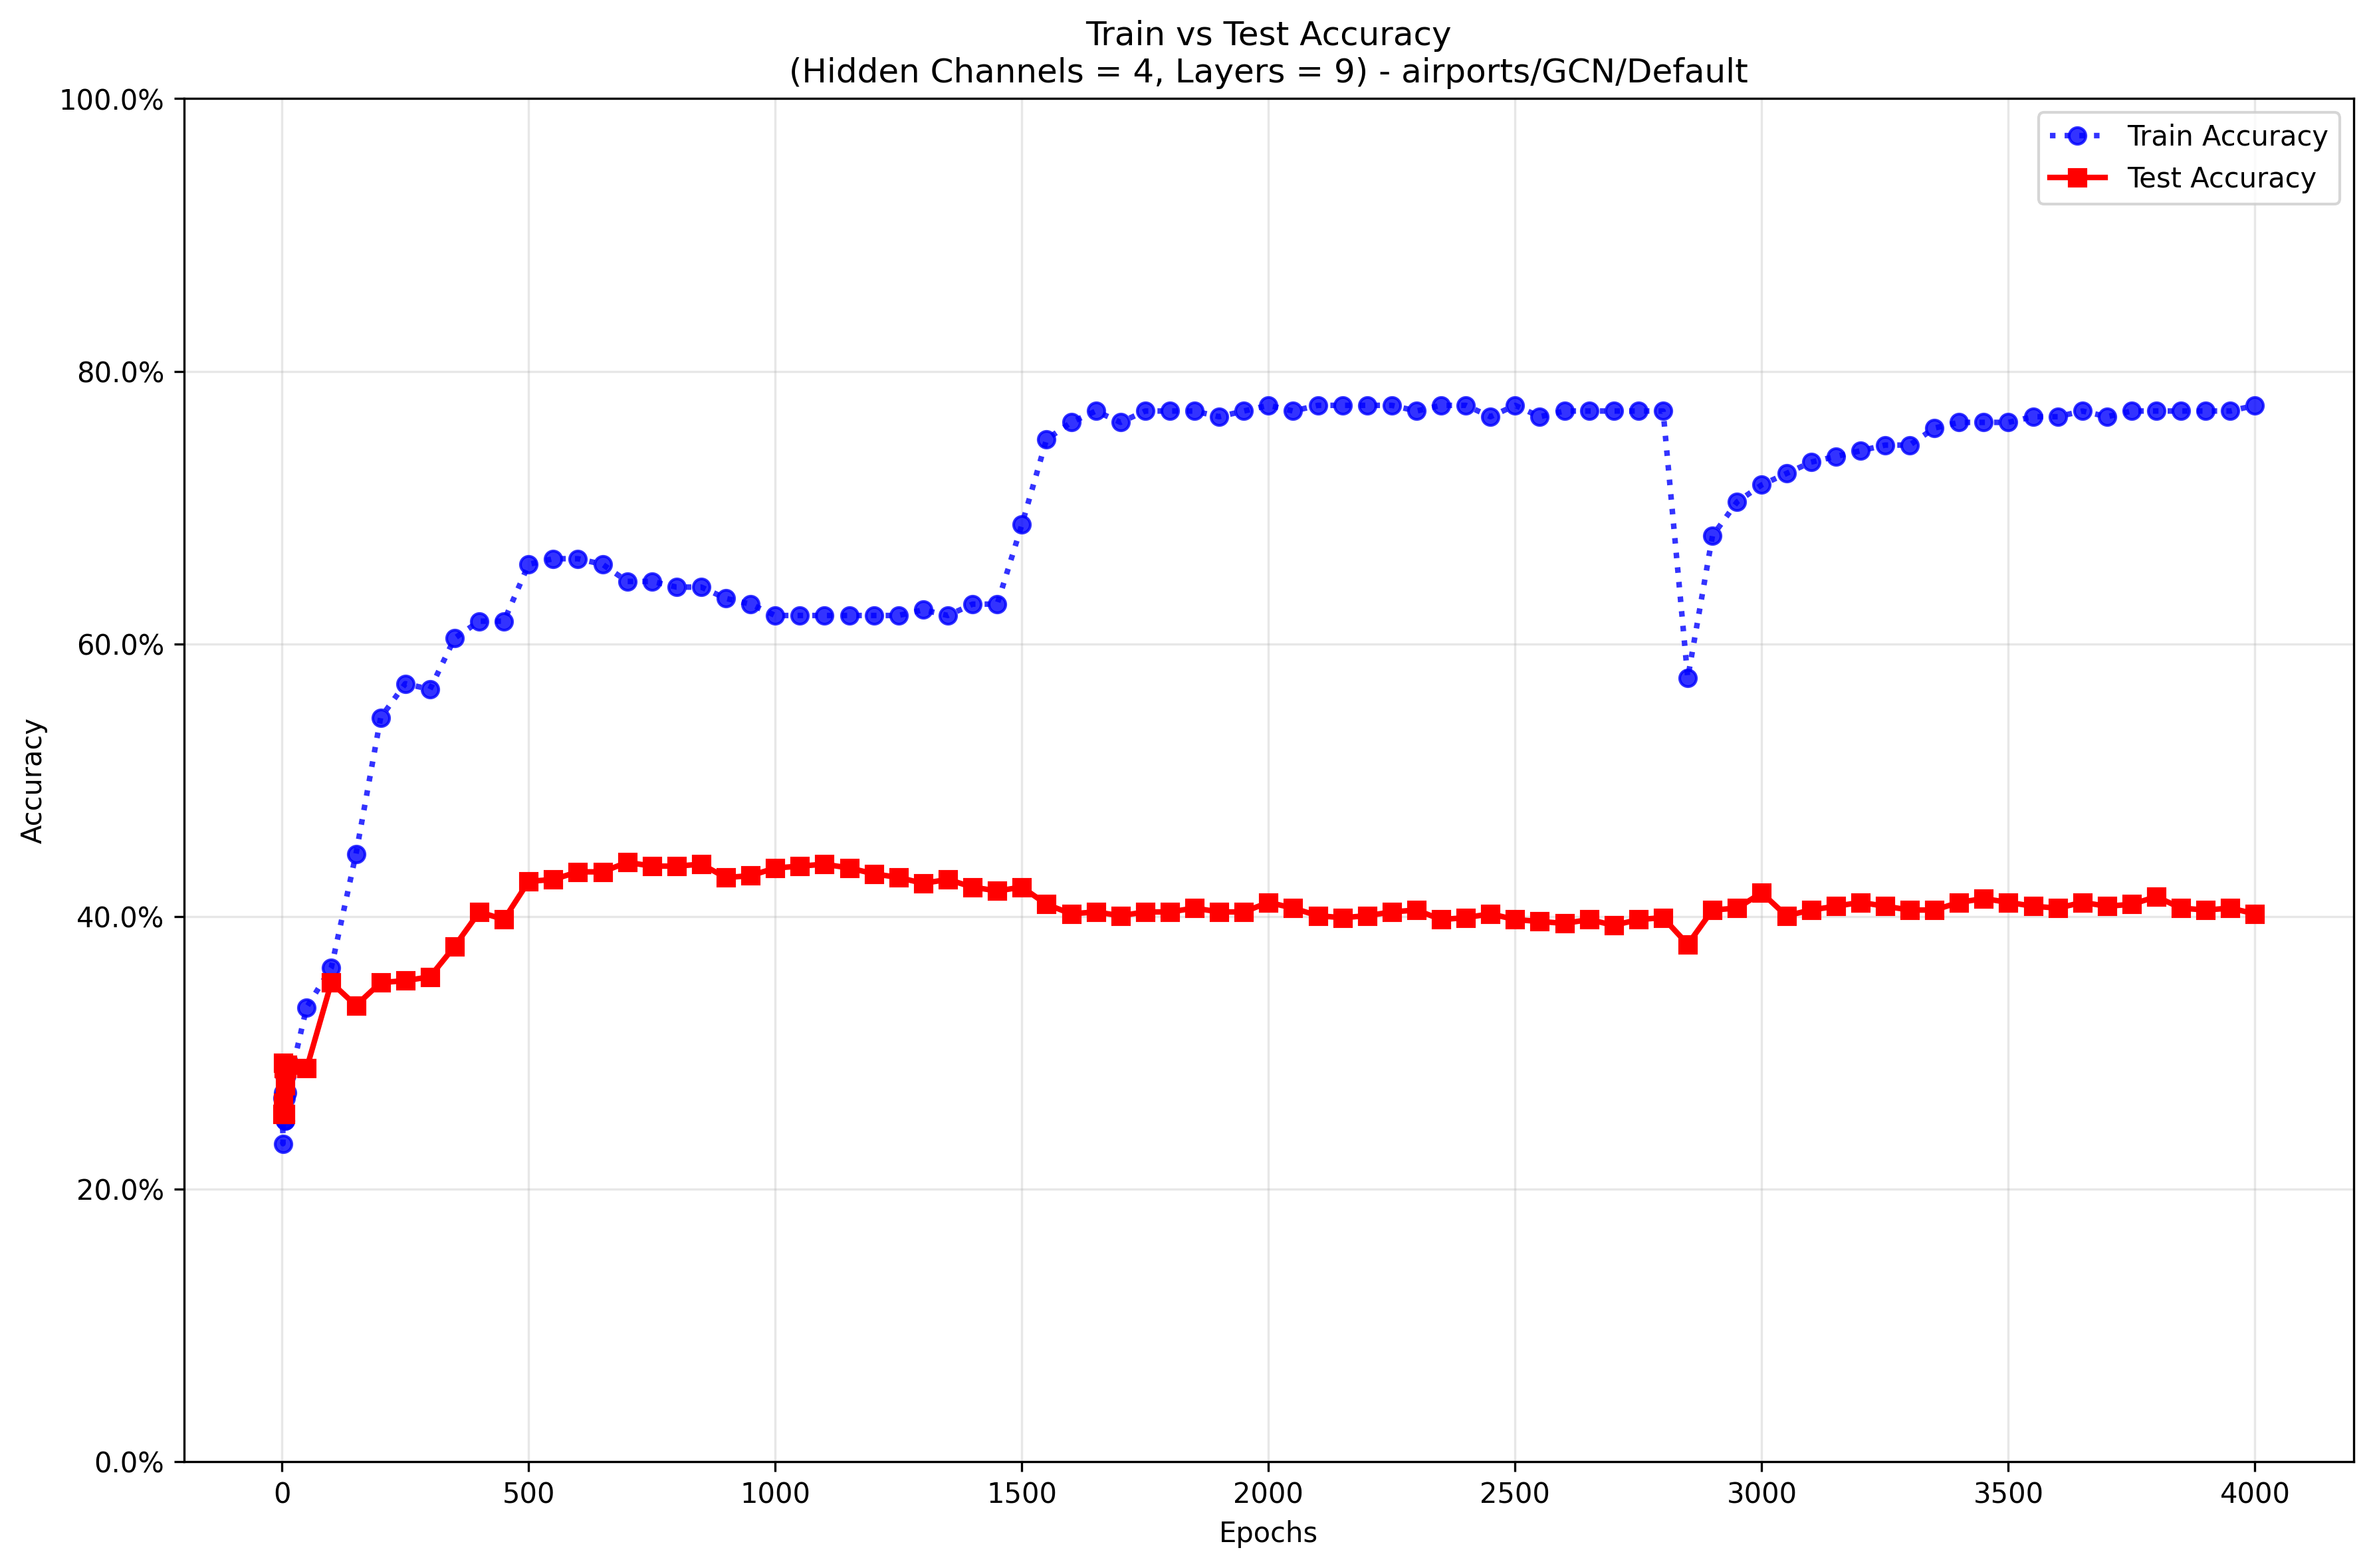 Train vs Test Accuracy
(Hidden Channels = 4, Layers = 9) - airports/GCN/Default
100.0%
80.0%
60.0%
40.0%
20.0%
0.0%
Accuracy
Train Accuracy
Test Accuracy
0 500 1000 1500 2000 2500 3000 3500 4000
Epochs